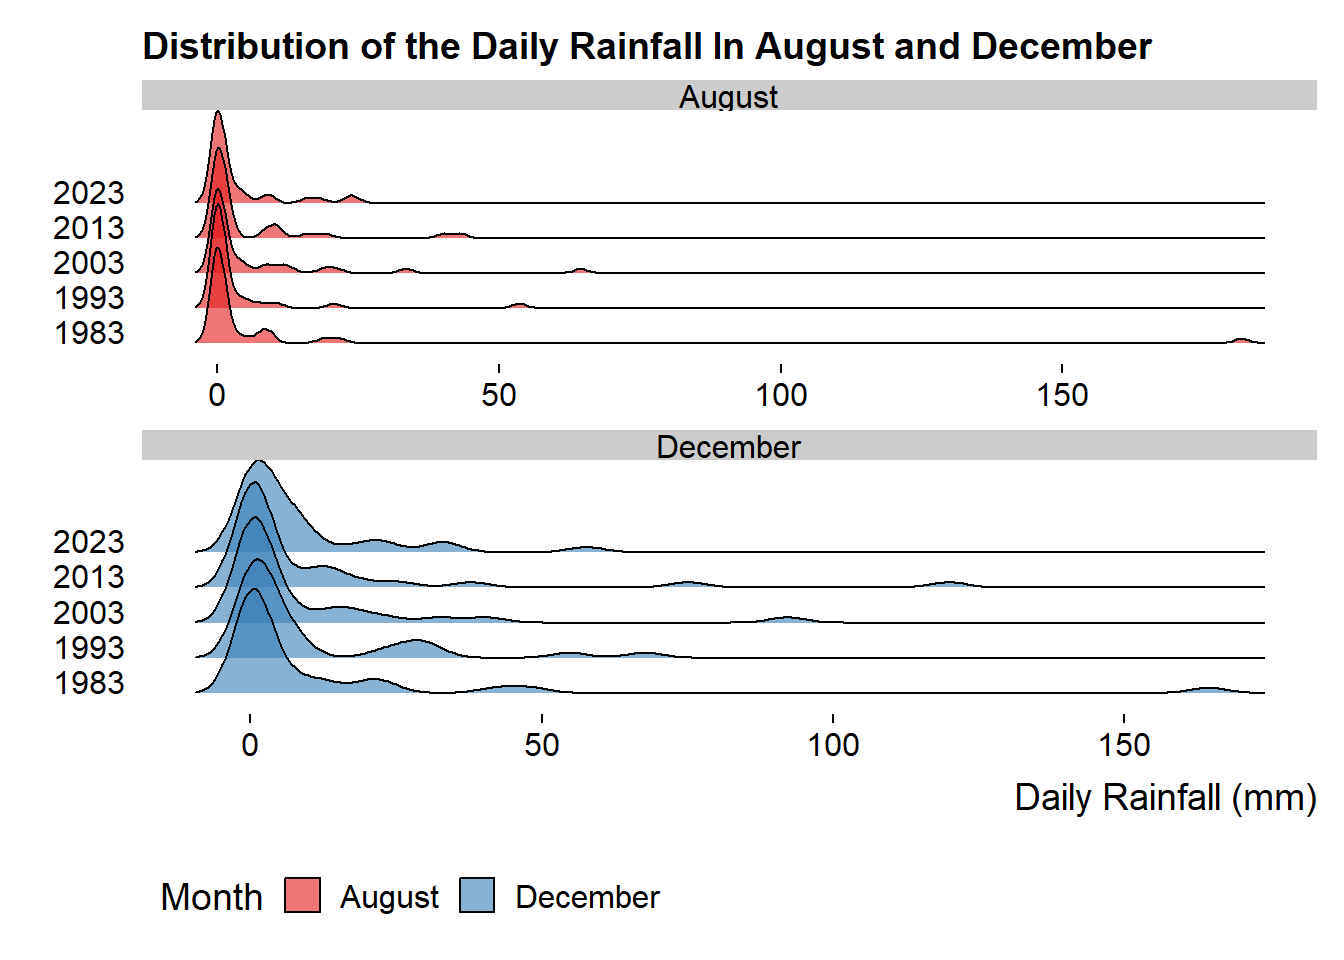 Distribution of the Daily Rainfall In August and December
August
2023
2013
2003
1993
1983
0 50 100 150
December
2023
2013
2003
1993
1983
0 50 100 150
Daily Rainfall (mm)
Month August December